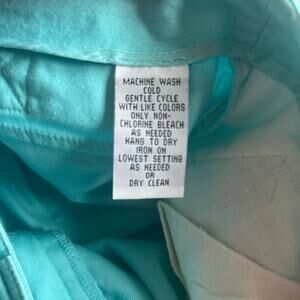 MACHINE WASH
COLD
GENTLE CYCLE
WITH LIKE COLORS
ONLY NON-
CHLORINE BLEACH
AS NEEDED
HANG TO DRY
IRON ON
LOWEST SETTING
AS NEEDED
OR
DRY CLEAN